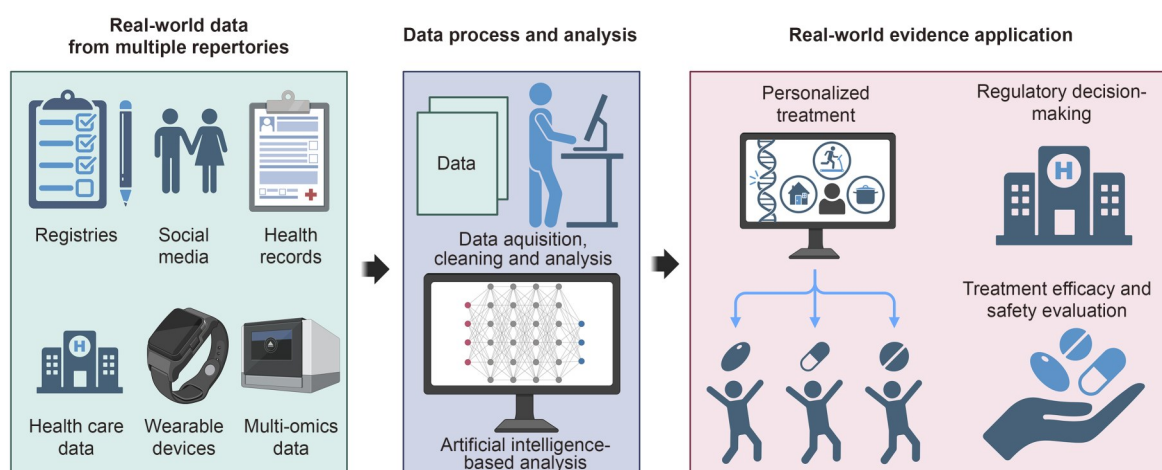 Real-world data
from multiple repertories
Registries
Social
media
Health
records
Health care
data
Wearable
devices
Multi-omics
data
Data process and analysis
Data
Data aquisition,
cleaning and analysis
Artificial intelligence-
based analysis
Real-world evidence application
Personalized
treatment
H
Regulatory decision-
making
H
Treatment efficacy and
safety evaluation